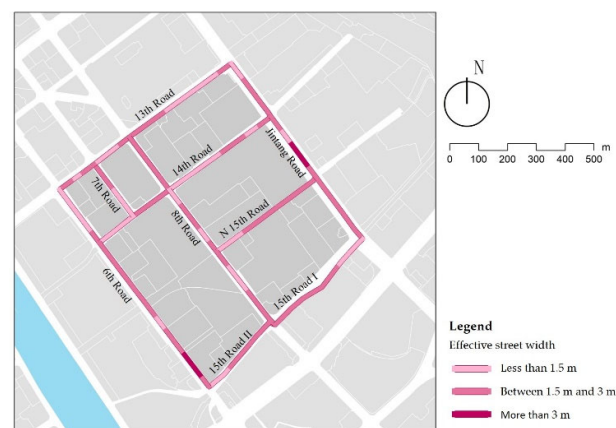 13th Road
14th Road
7th Road
Jintang Road
8th Road
N 15th Road
6th Road
15th Road I
15th Road II
N
0 100 200 300 400 500 m
Legend
Effective street width
Less than 1.5 m
Between 1.5 m and 3 m
More than 3 m